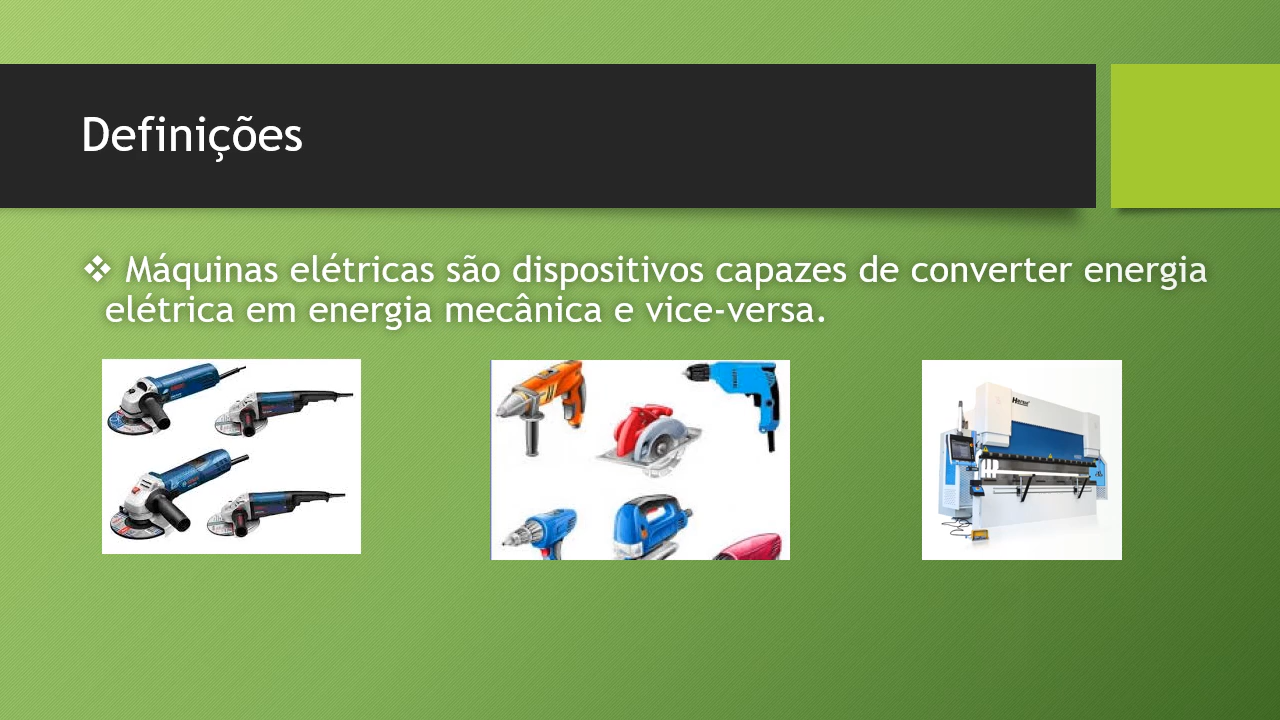 Definições
❖ Máquinas elétricas são dispositivos capazes de converter energia
elétrica em energia mecânica e vice-versa.